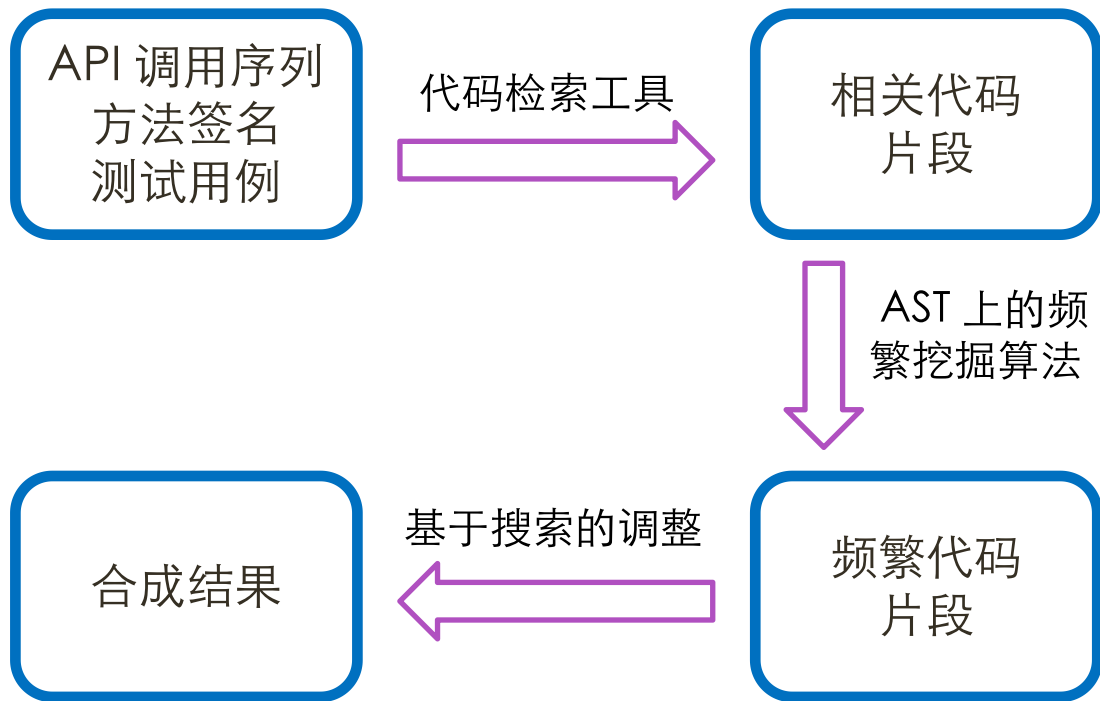 API 调用序列
方法签名
测试用例
代码检索工具
相关代码
片段
AST 上的频
繁挖掘算法
频繁代码
片段
基于搜索的调整
合成结果